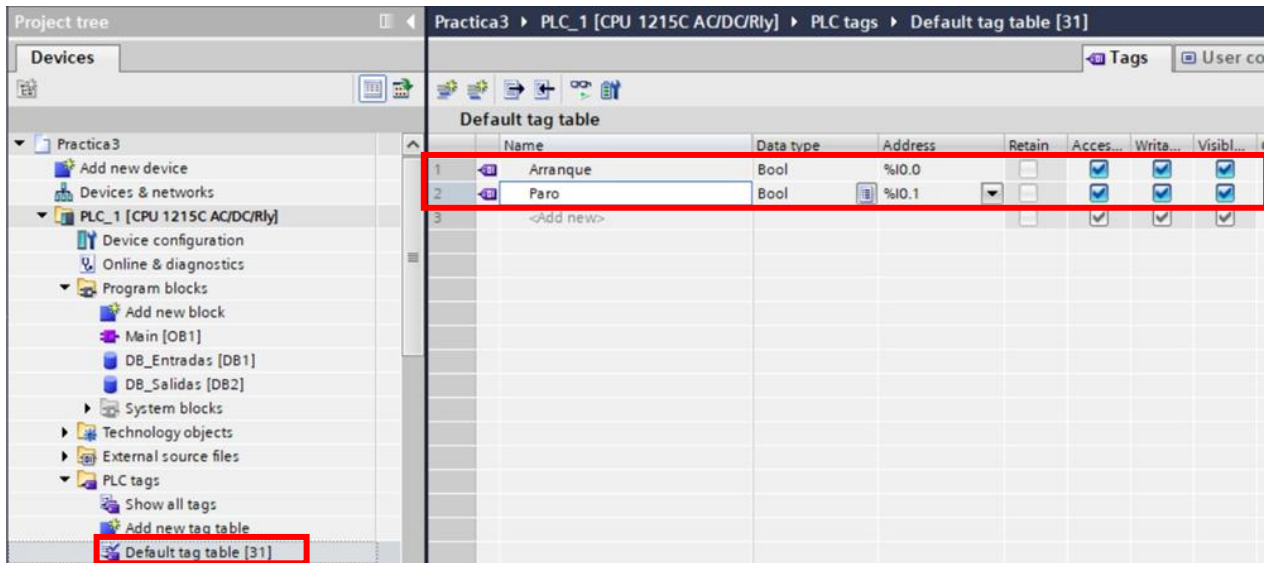 Project tree
Devices
Practica3
Add new device
Devices & networks
PLC_1 [CPU 1215C AC/DC/Rly]
Device configuration
Online & diagnostics
Program blocks
Add new block
Main [OB1]
DB_Entradas [DB1]
DB_Salidas [DB2]
System blocks
Technology objects
External source files
PLC tags
Show all tags
Add new tag table
Default tag table [31]
Practica3 PLC_1 [CPU 1215C AC/DC/Rly] PLC tags Default tag table [31]
Tags User co
Default tag table
Name Data type Address Retain Acces... Writa... Visibl...
1 Arranque Bool %I0.0
2 Paro Bool %I0.1
3 <Add new>